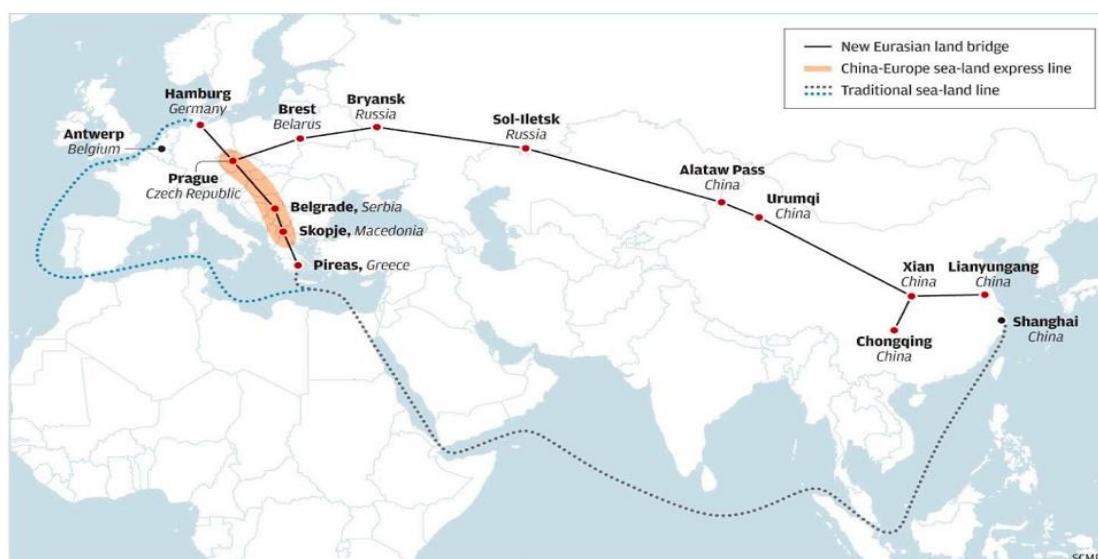 New Eurasian land bridge
China-Europe sea-land express line
Traditional sea-land line
Hamburg
Germany
Antwerp
Belgium
Brest
Belarus
Bryansk
Russia
Sol-Iletsk
Russia
Prague
Czech Republic
Alataw Pass
China
Urumqi
China
Belgrade, Serbia
Skopje, Macedonia
Pireas, Greece
Xian
China
Lianyungang
China
Shanghai
China
Chongqing
China
SCMP